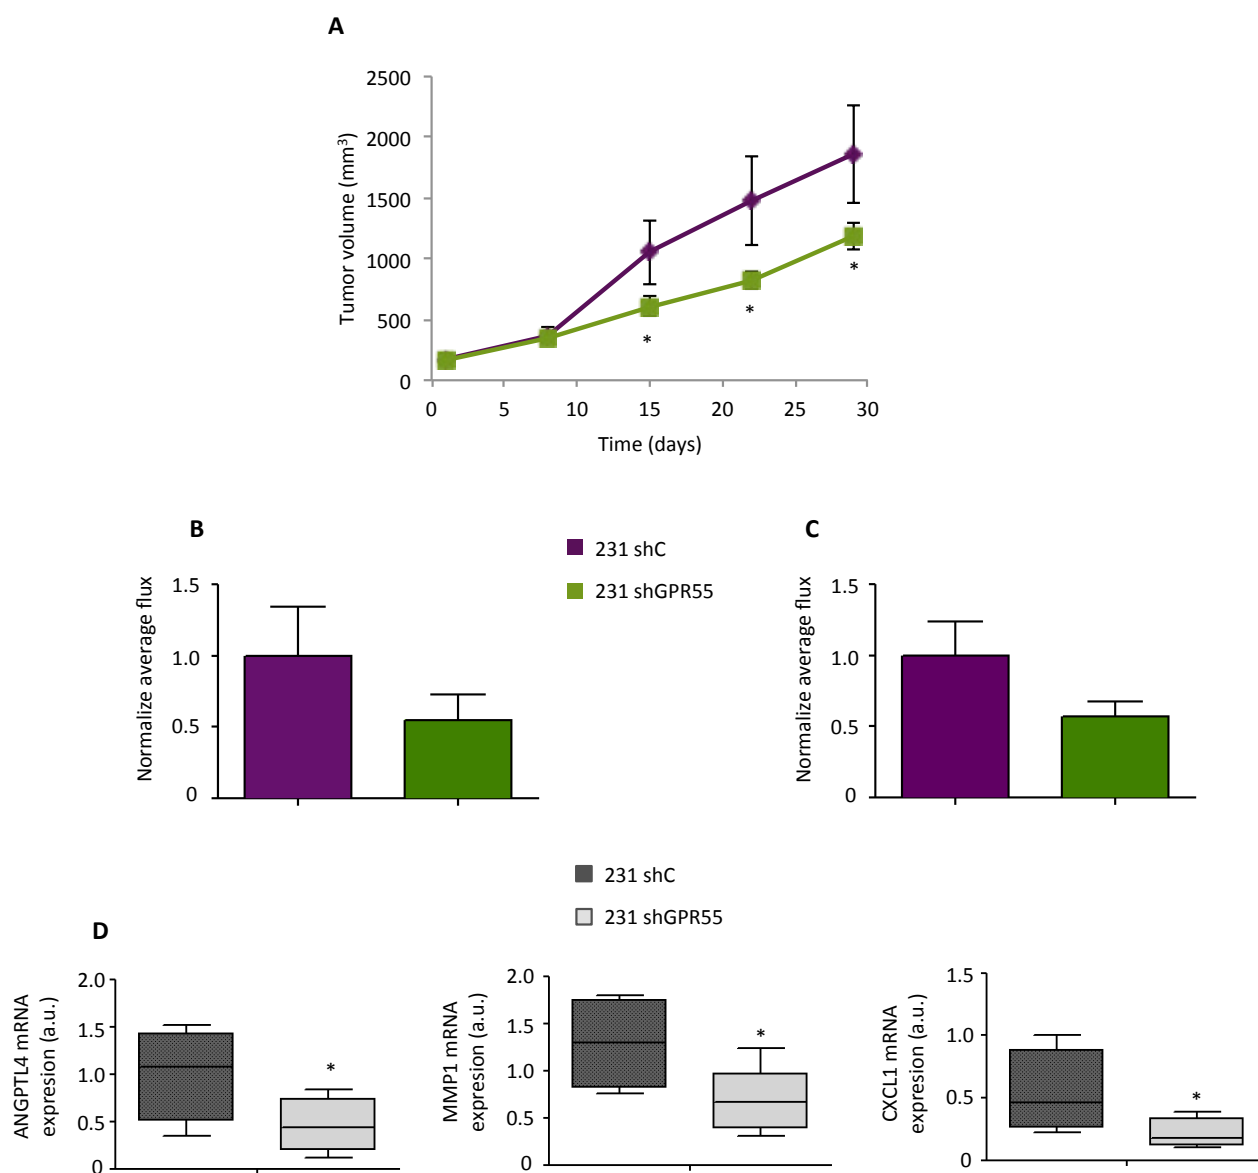 A
Tumor volume (mm³)
2500
2000
1500
1000
500
0
*
*
*
0 5 10 15 20 25 30
Time (days)
B
231 shC
231 shGPR55
C
Normalize average flux
1.5
1.0
0.5
0
Normalize average flux
1.5
1.0
0.5
0
231 shC
231 shGPR55
D
ANGPTL4 mRNA
expresion (a.u.)
2.0
1.5
1.0
0.5
0
*
MMP1 mRNA
expresion (a.u.)
2.0
1.5
1.0
0.5
0
*
CXCL1 mRNA
expresion (a.u.)
1.5
1.0
0.5
0
*